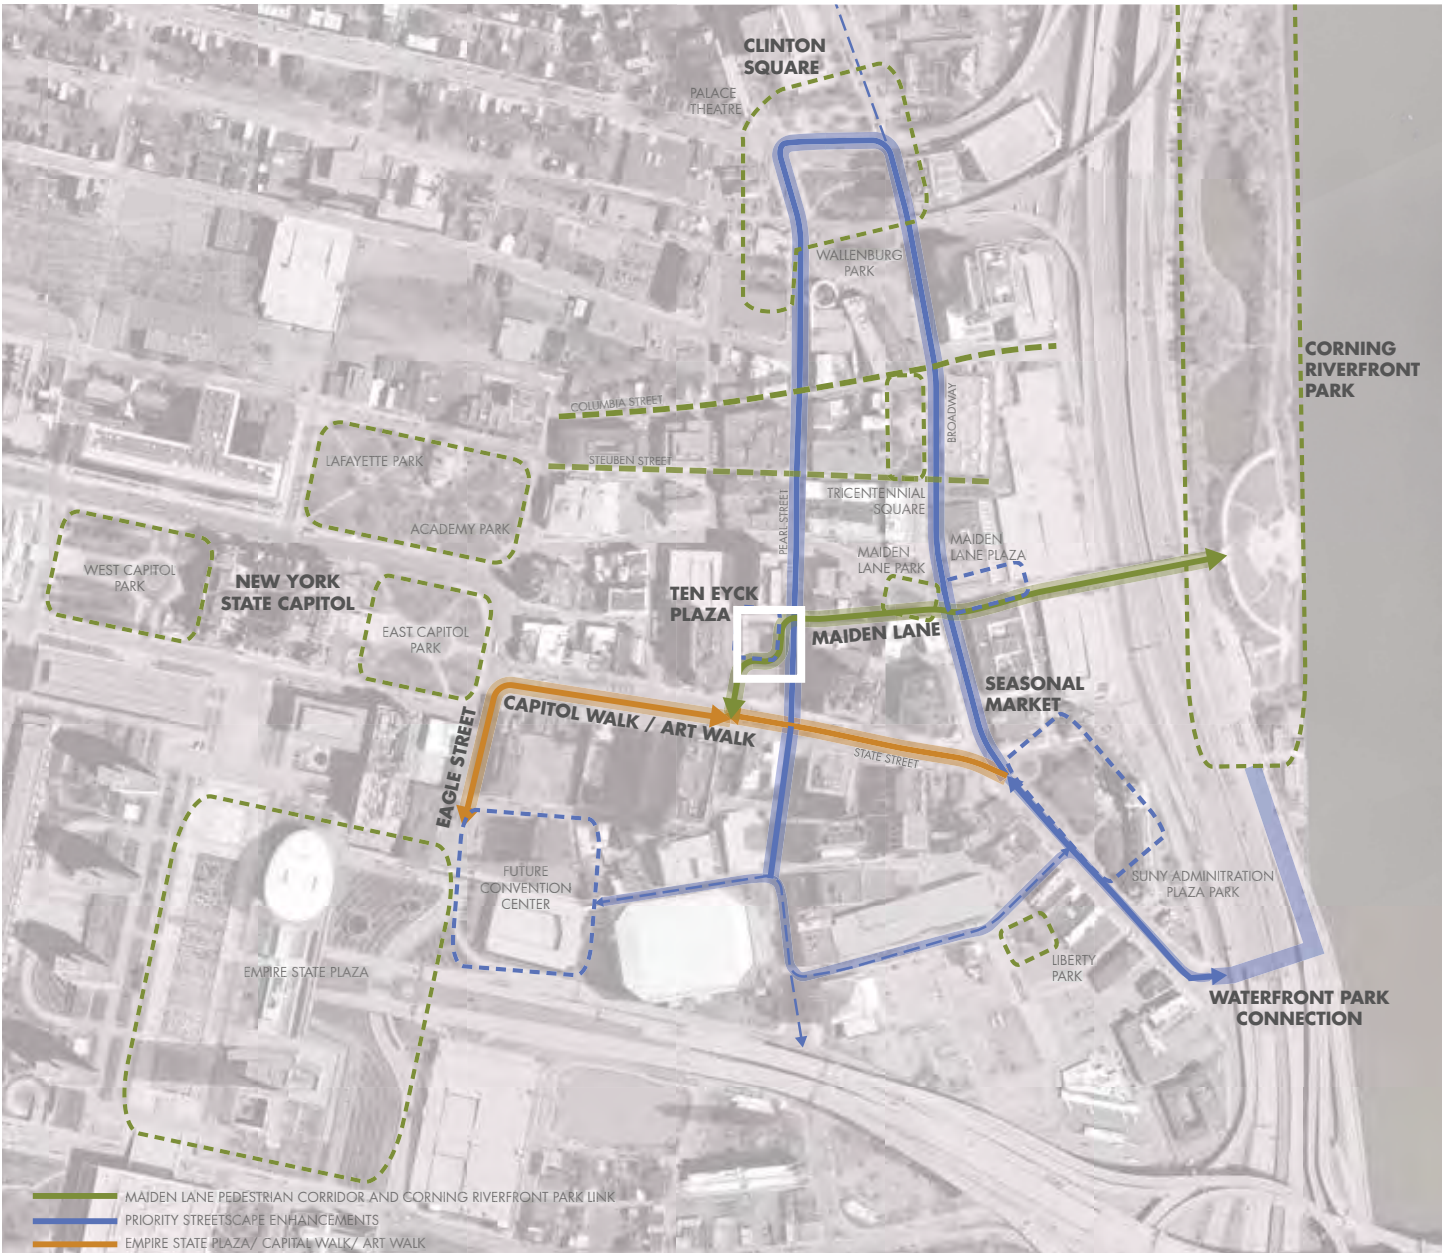 CLINTON
SQUARE
PALACE
THEATRE
WALLENBURG
PARK
CORNING
RIVERFRONT
PARK
COLUMBIA STREET
BROADWAY
LAFAYETTE PARK
STEUBEN STREET
ACADEMY PARK
TRICENTENNIAL
SQUARE
PEARL STREET
MAIDEN
LANE PARK
MAIDEN
LANE PLAZA
WEST CAPITOL
PARK
NEW YORK
STATE CAPITOL
TEN EYCK
PLAZA
EAST CAPITOL
PARK
MAIDEN LANE
SEASONAL
MARKET
CAPITOL WALK / ART WALK
EAGLE STREET
STATE STREET
FUTURE
CONVENTION
CENTER
SUNY ADMINITRATION
PLAZA PARK
EMPIRE STATE PLAZA
LIBERTY
PARK
WATERFRONT PARK
CONNECTION
MAIDEN LANE PEDESTRIAN CORRIDOR AND CORNING RIVERFRONT PARK LINK
PRIORITY STREETSCAPE ENHANCEMENTS
EMPIRE STATE PLAZA/ CAPITAL WALK/ ART WALK